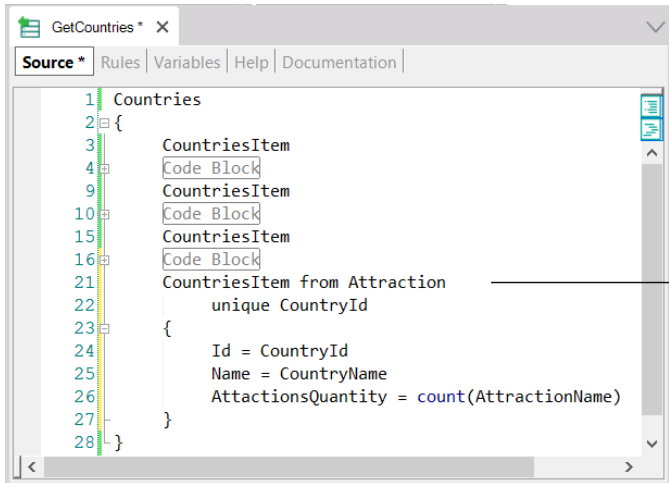 GetCountries * X
Source * Rules Variables Help Documentation
1 Countries
2 {
3 CountriesItem
4 Code Block
9 CountriesItem
10 Code Block
15 CountriesItem
16 Code Block
21 CountriesItem from Attraction
22 unique CountryId
23 {
24 Id = CountryId
25 Name = CountryName
26 AttactionsQuantity = count(AttractionName)
27 }
28 }